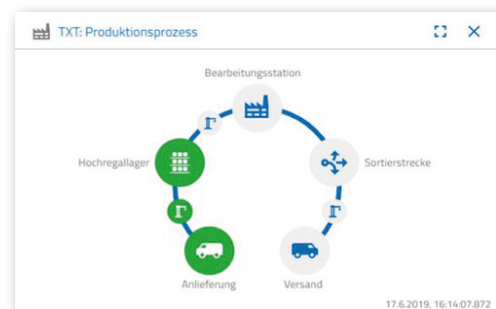 TXT: Produktionsprozess
Bearbeitungsstation
Hochregallager
Sortierstrecke
Anlieferung
Versand
17.6.2019, 16:14:07.872